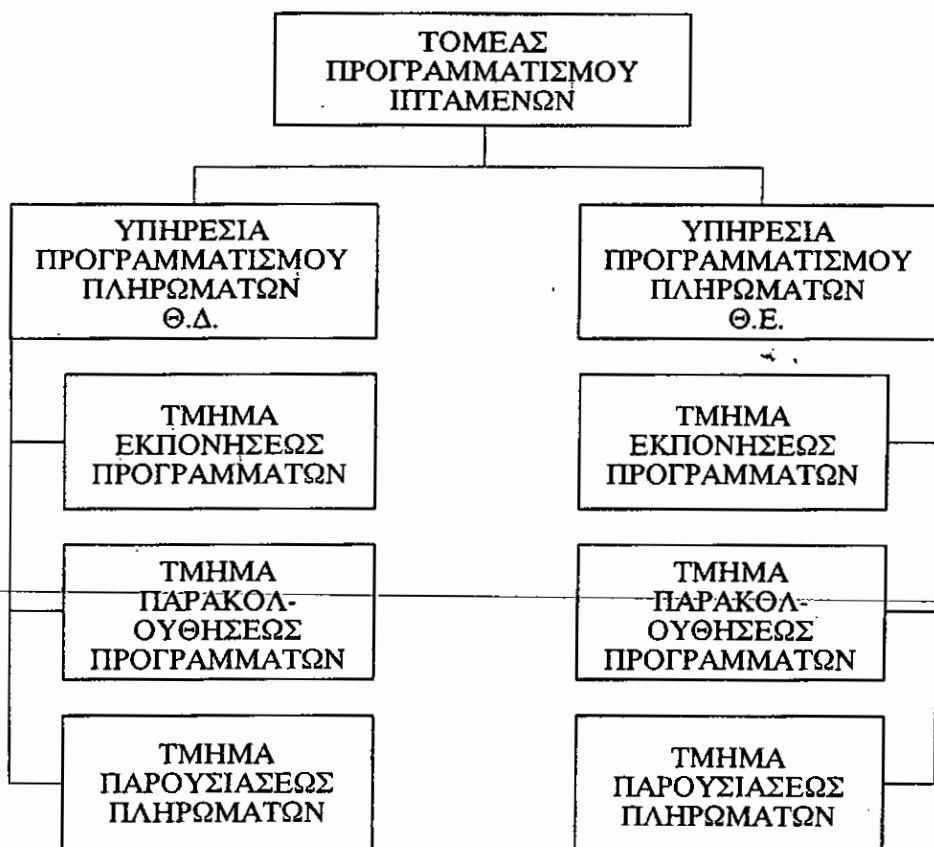 ΤΟΜΕΑΣ
ΠΡΟΓΡΑΜΜΑΤΙΣΜΟΥ
ΙΠΤΑΜΕΝΩΝ
ΥΠΗΡΕΣΙΑ
ΠΡΟΓΡΑΜΜΑΤΙΣΜΟΥ
ΠΛΗΡΩΜΑΤΩΝ
Θ.Δ.
ΥΠΗΡΕΣΙΑ
ΠΡΟΓΡΑΜΜΑΤΙΣΜΟΥ
ΠΛΗΡΩΜΑΤΩΝ
Θ.Ε.
ΤΜΗΜΑ
ΕΚΠΟΝΗΣΕΩΣ
ΠΡΟΓΡΑΜΜΑΤΩΝ
ΤΜΗΜΑ
ΕΚΠΟΝΗΣΕΩΣ
ΠΡΟΓΡΑΜΜΑΤΩΝ
ΤΜΗΜΑ
ΠΑΡΑΚΟΛ-
ΟΥΘΗΣΕΩΣ
ΠΡΟΓΡΑΜΜΑΤΩΝ
ΤΜΗΜΑ
ΠΑΡΑΚΟΛ-
ΟΥΘΗΣΕΩΣ
ΠΡΟΓΡΑΜΜΑΤΩΝ
ΤΜΗΜΑ
ΠΑΡΟΥΣΙΑΣΕΩΣ
ΠΛΗΡΩΜΑΤΩΝ
ΤΜΗΜΑ
ΠΑΡΟΥΣΙΑΣΕΩΣ
ΠΛΗΡΩΜΑΤΩΝ